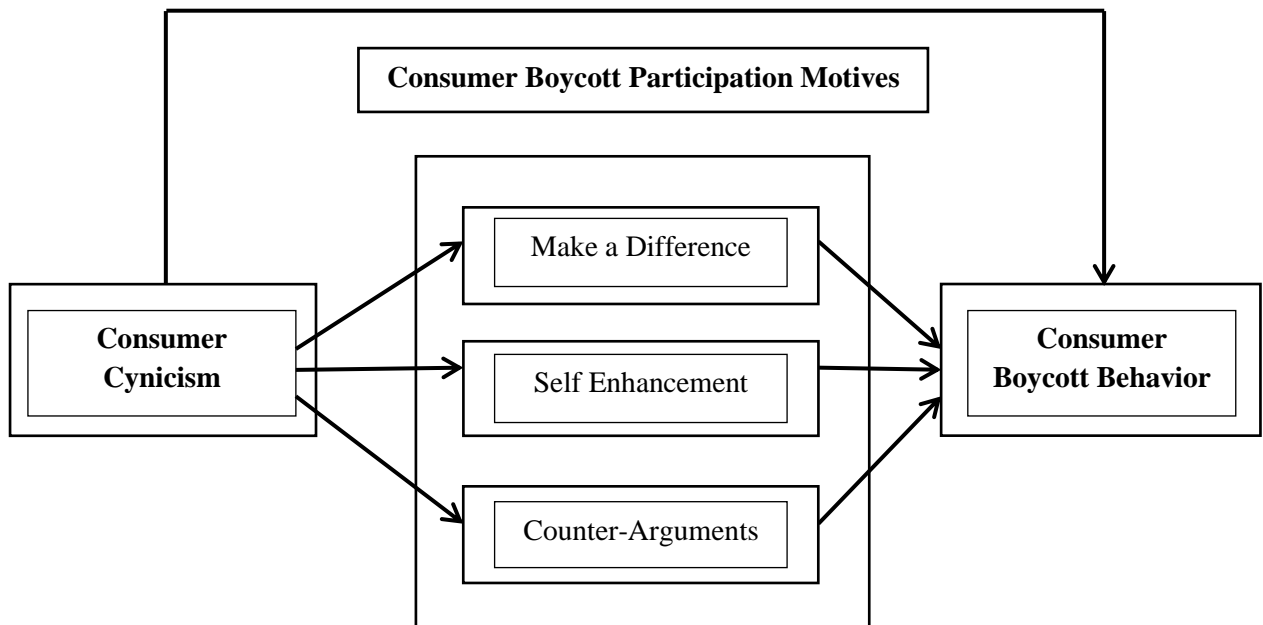 Consumer Boycott Participation Motives
Make a Difference
Consumer
Cynicism
Self Enhancement
Consumer
Boycott Behavior
Counter-Arguments